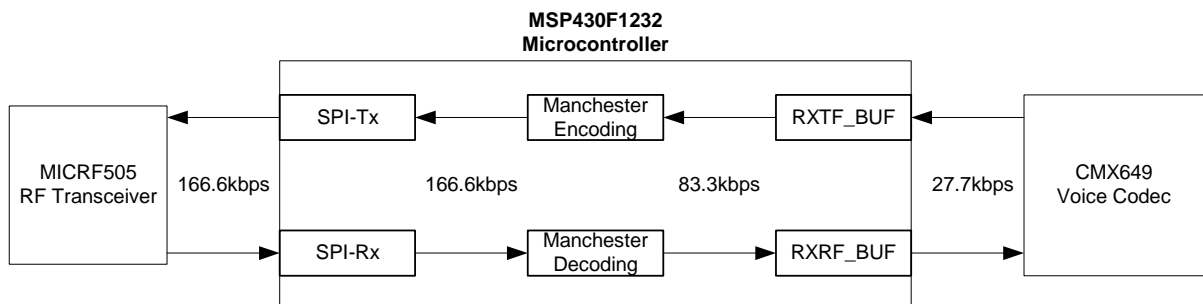 MSP430F1232
Microcontroller
SPI-Tx
Manchester
Encoding
RXTF_BUF
MICRF505
RF Transceiver
166.6kbps
166.6kbps
83.3kbps
27.7kbps
CMX649
Voice Codec
SPI-Rx
Manchester
Decoding
RXRF_BUF